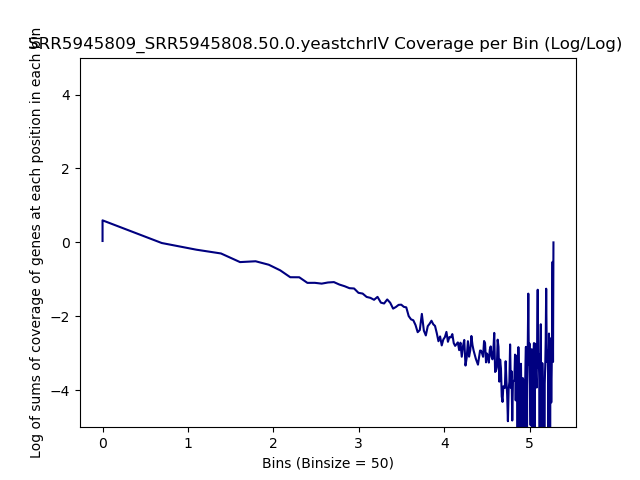 SRR5945809_SRR5945808.50.0.yeastchrIV Coverage per Bin (Log/Log)
Log of sums of coverage of genes at each position in each bin
4
2
0
−2
−4
0 1 2 3 4 5
Bins (Binsize = 50)